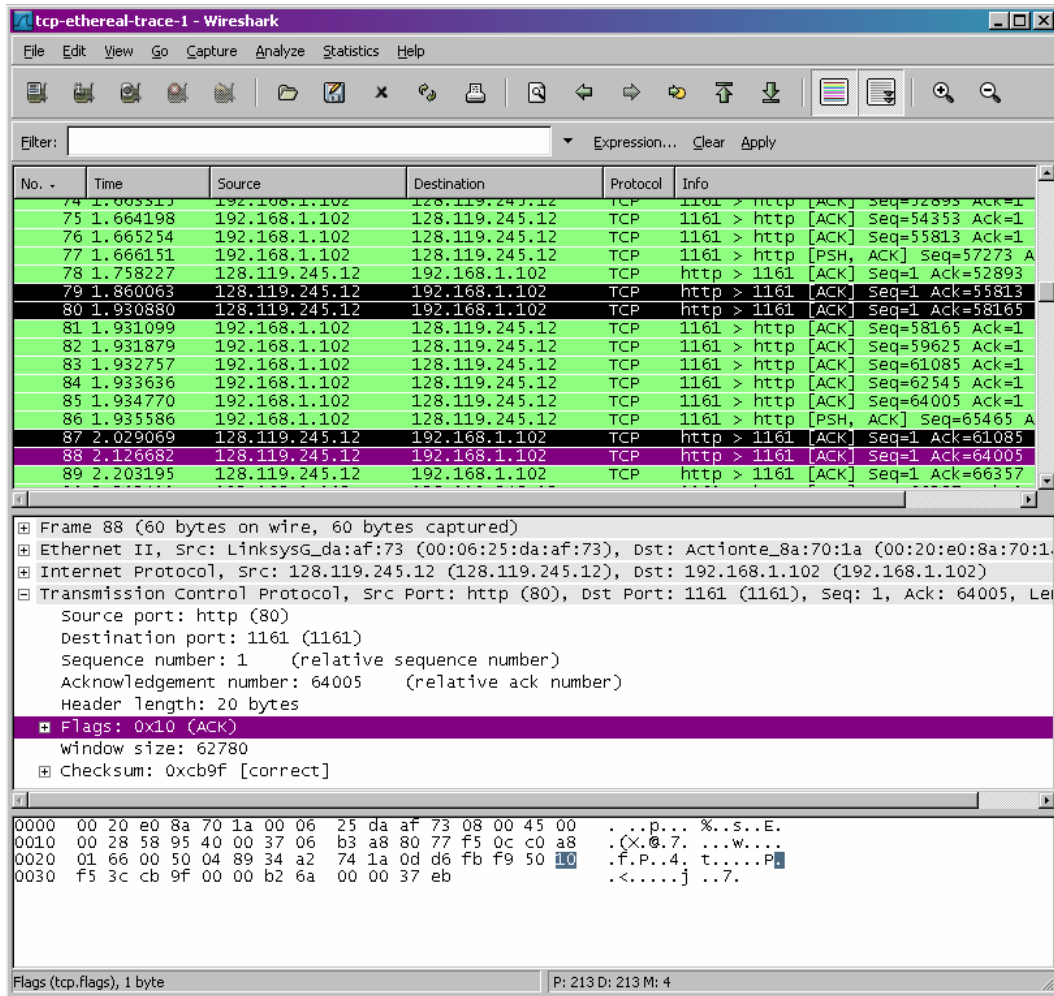 tcp-ethereal-trace-1 - Wireshark
File Edit View Go Capture Analyze Statistics Help
Filter: Expression... Clear Apply
No. Time Source Destination Protocol Info
74 1.663315 192.168.1.102 128.119.245.12 TCP 1161 > http [ACK] Seq=52893 Ack=1
75 1.664198 192.168.1.102 128.119.245.12 TCP 1161 > http [ACK] Seq=54353 Ack=1
76 1.665254 192.168.1.102 128.119.245.12 TCP 1161 > http [ACK] Seq=55813 Ack=1
77 1.666151 192.168.1.102 128.119.245.12 TCP 1161 > http [PSH, ACK] Seq=57273 A
78 1.758227 128.119.245.12 192.168.1.102 TCP http > 1161 [ACK] Seq=1 Ack=52893
79 1.860063 128.119.245.12 192.168.1.102 TCP http > 1161 [ACK] Seq=1 Ack=55813
80 1.930880 128.119.245.12 192.168.1.102 TCP http > 1161 [ACK] Seq=1 Ack=58165
81 1.931099 192.168.1.102 128.119.245.12 TCP 1161 > http [ACK] Seq=58165 Ack=1
82 1.931879 192.168.1.102 128.119.245.12 TCP 1161 > http [ACK] Seq=59625 Ack=1
83 1.932757 192.168.1.102 128.119.245.12 TCP 1161 > http [ACK] Seq=61085 Ack=1
84 1.933636 192.168.1.102 128.119.245.12 TCP 1161 > http [ACK] Seq=62545 Ack=1
85 1.934770 192.168.1.102 128.119.245.12 TCP 1161 > http [ACK] Seq=64005 Ack=1
86 1.935586 192.168.1.102 128.119.245.12 TCP 1161 > http [PSH, ACK] Seq=65465 A
87 2.029069 128.119.245.12 192.168.1.102 TCP http > 1161 [ACK] Seq=1 Ack=61085
88 2.126682 128.119.245.12 192.168.1.102 TCP http > 1161 [ACK] Seq=1 Ack=64005
89 2.203195 128.119.245.12 192.168.1.102 TCP http > 1161 [ACK] Seq=1 Ack=66357
Frame 88 (60 bytes on wire, 60 bytes captured)
Ethernet II, Src: LinksysG_da:af:73 (00:06:25:da:af:73), Dst: Actionte_8a:70:1a (00:20:e0:8a:70:1
Internet Protocol, Src: 128.119.245.12 (128.119.245.12), Dst: 192.168.1.102 (192.168.1.102)
Transmission Control Protocol, Src Port: http (80), Dst Port: 1161 (1161), Seq: 1, Ack: 64005, Le
Source port: http (80)
Destination port: 1161 (1161)
Sequence number: 1 (relative sequence number)
Acknowledgement number: 64005 (relative ack number)
Header length: 20 bytes
Flags: 0x10 (ACK)
Window size: 62780
Checksum: 0xcb9f [correct]
0000 00 20 e0 8a 70 1a 00 06 25 da af 73 08 00 45 00 . ..p... %..s..E.
0010 00 28 58 95 40 00 37 06 b3 a8 80 77 f5 0c c0 a8 .(X.@.7. ...w....
0020 01 66 00 50 04 89 34 a2 74 1a 0d d6 fb f9 50 10 .f.P..4. t.....P.
0030 f5 3c cb 9f 00 00 b2 6a 00 00 37 eb .<.....j ..7.
Flags (tcp.flags), 1 byte P: 213 D: 213 M: 4